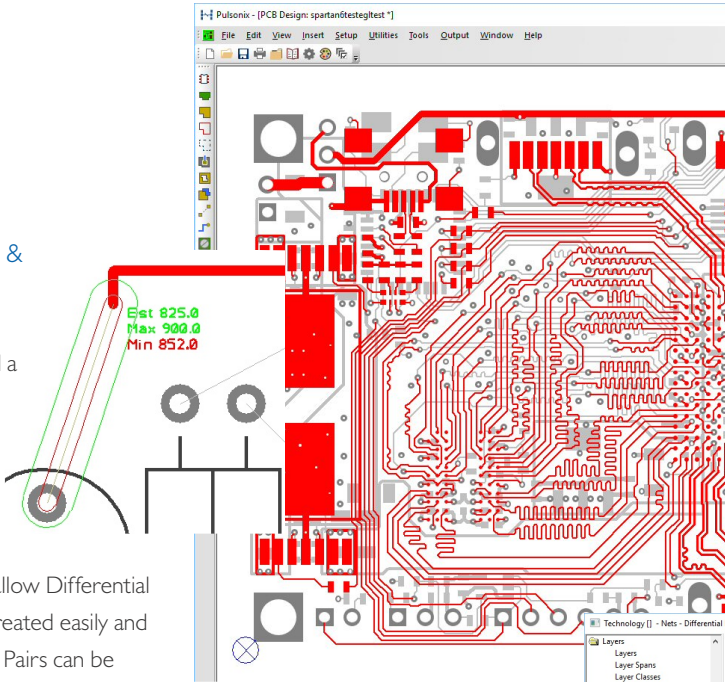 Pulsonix - [PCB Design: spartan6testegltest *]
File Edit View Insert Setup Utilities Tools Output Window Help
&
Est 825.0
Max 900.0
Min 852.0
a
llow Differential
reated easily and
Pairs can be
Technology [] - Nets - Differential
Layers
Layers
Layer Spans
Layer Classes